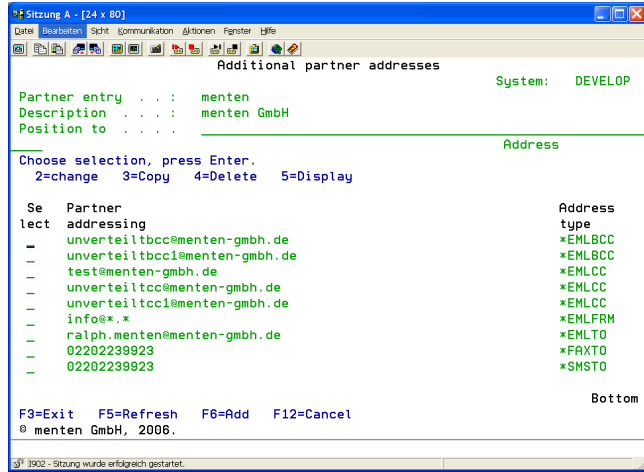 Sitzung A - [24 x 80]
Datei Bearbeiten Sicht Kommunikation Aktionen Fenster Hilfe
Additional partner addresses
System: DEVELOP
Partner entry . . : menten
Description . . . : menten GmbH
Position to . . . .
Address
Choose selection, press Enter.
2=change 3=Copy 4=Delete 5=Display
Se Partner Address
lect addressing type
unverteiltbcc@menten-gmbh.de *EMLBCC
unverteiltbcc1@menten-gmbh.de *EMLBCC
test@menten-gmbh.de *EMLCC
unverteiltcc@menten-gmbh.de *EMLCC
unverteiltcc1@menten-gmbh.de *EMLCC
info@*.* *EMLFRM
ralph.menten@menten-gmbh.de *EMLTO
02202239923 *FAXTO
02202239923 *SMSTO
Bottom
F3=Exit F5=Refresh F6=Add F12=Cancel
© menten GmbH, 2006.
I902 - Sitzung wurde erfolgreich gestartet.